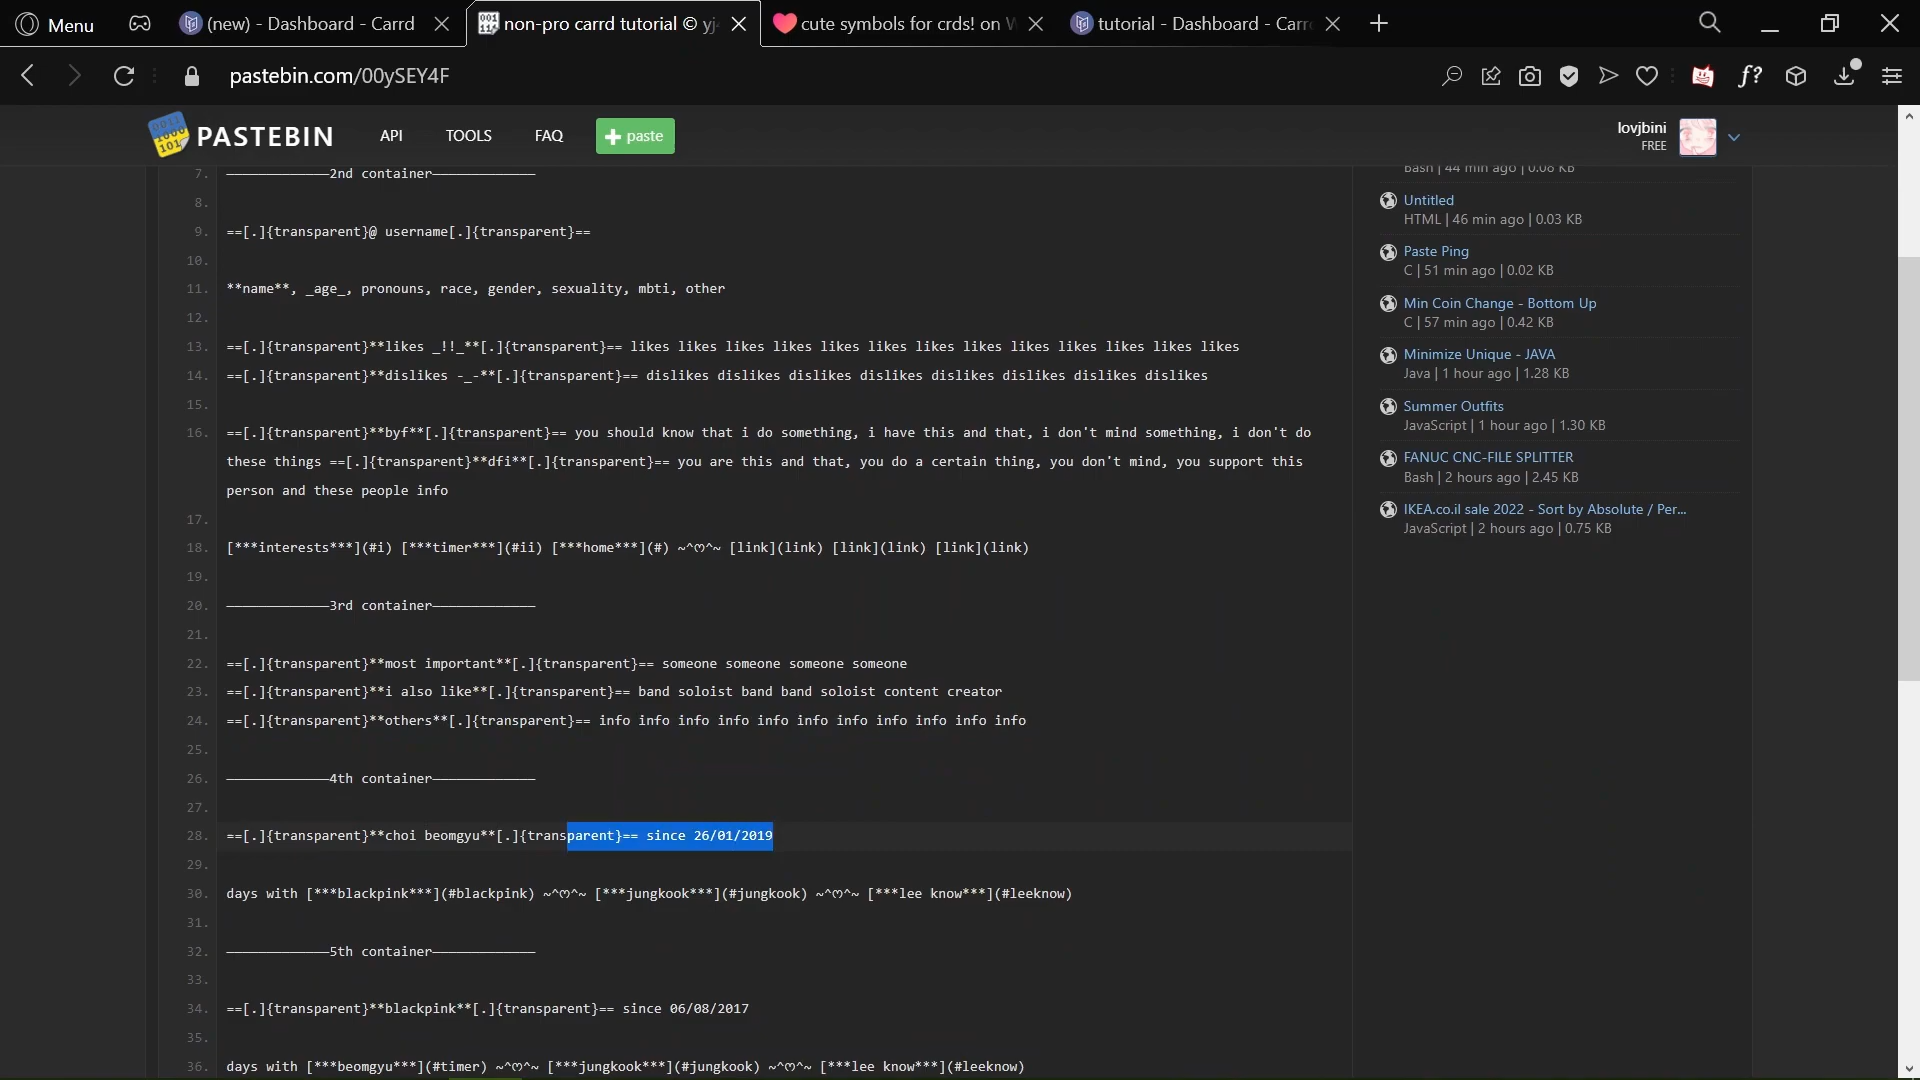 Menu
(new) - Dashboard - Carrd
non-pro carrd tutorial © yj
cute symbols for crds! on W
tutorial - Dashboard - Carr
pastebin.com/00ySEY4F
PASTEBIN
API
TOOLS
FAQ
+ paste
lovjbini
FREE
7. —————————————2nd container—————————————
8.
9. ==[.]{transparent}@ username[.]{transparent}==
10.
11. **name**, _age_, pronouns, race, gender, sexuality, mbti, other
12.
13. ==[.]{transparent}**likes _!!_**[.]{transparent}== likes likes likes likes likes likes likes likes likes likes likes likes likes
14. ==[.]{transparent}**dislikes -_-**[.]{transparent}== dislikes dislikes dislikes dislikes dislikes dislikes dislikes dislikes
15.
16. ==[.]{transparent}**byf**[.]{transparent}== you should know that i do something, i have this and that, i don't mind something, i don't do
these things ==[.]{transparent}**dfi**[.]{transparent}== you are this and that, you do a certain thing, you don't mind, you support this
person and these people info
17.
18. [***interests***](#i) [***timer***](#ii) [***home***](#) ~^ෆ^~ [link](link) [link](link) [link](link)
19.
20. —————————————3rd container—————————————
21.
22. ==[.]{transparent}**most important**[.]{transparent}== someone someone someone someone
23. ==[.]{transparent}**i also like**[.]{transparent}== band soloist band band soloist content creator
24. ==[.]{transparent}**others**[.]{transparent}== info info info info info info info info info info info
25.
26. —————————————4th container—————————————
27.
28. ==[.]{transparent}**choi beomgyu**[.]{transparent}== since 26/01/2019
29.
30. days with [***blackpink***](#blackpink) ~^ෆ^~ [***jungkook***](#jungkook) ~^ෆ^~ [***lee know***](#leeknow)
31.
32. —————————————5th container—————————————
33.
34. ==[.]{transparent}**blackpink**[.]{transparent}== since 06/08/2017
35.
36. days with [***beomgyu***](#timer) ~^ෆ^~ [***jungkook***](#jungkook) ~^ෆ^~ [***lee know***](#leeknow)
Bash | 44 min ago | 0.06 KB
Untitled
HTML | 46 min ago | 0.03 KB
Paste Ping
C | 51 min ago | 0.02 KB
Min Coin Change - Bottom Up
C | 57 min ago | 0.42 KB
Minimize Unique - JAVA
Java | 1 hour ago | 1.28 KB
Summer Outfits
JavaScript | 1 hour ago | 1.30 KB
FANUC CNC-FILE SPLITTER
Bash | 2 hours ago | 2.45 KB
IKEA.co.il sale 2022 - Sort by Absolute / Per...
JavaScript | 2 hours ago | 0.75 KB